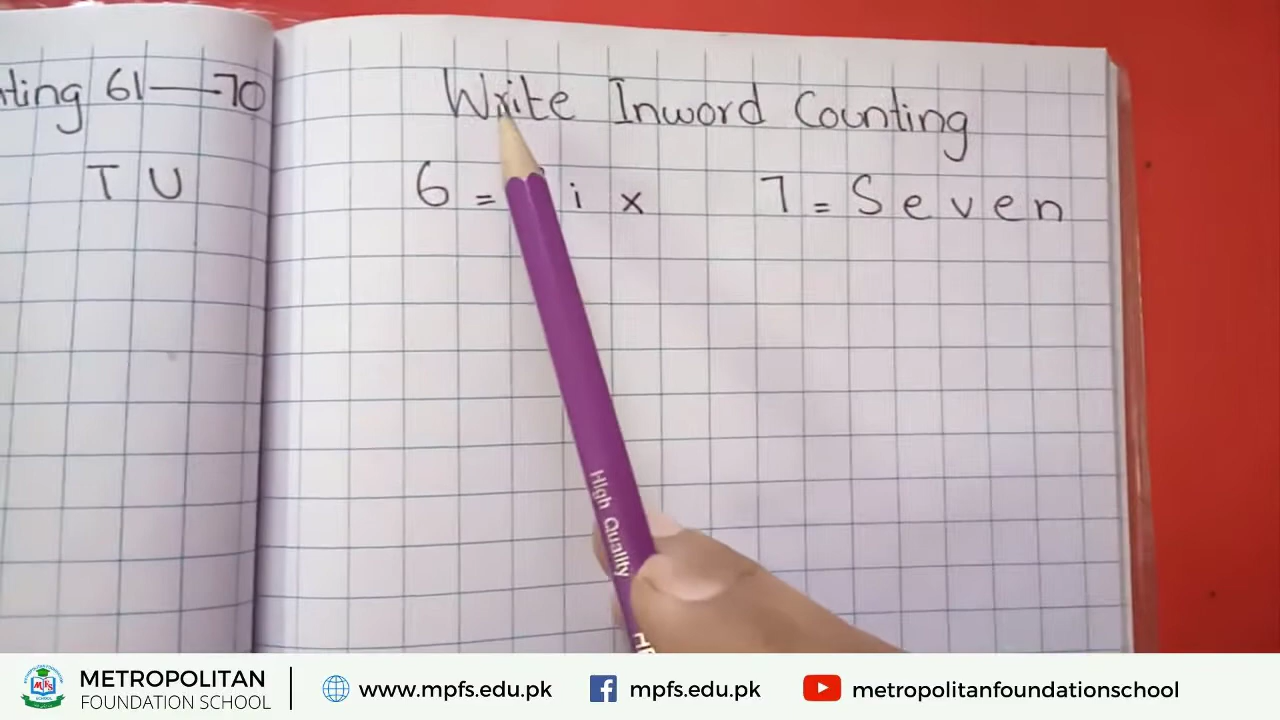 61—70
T U
Write Inword Counting
6 = ix 7 = Seven
High Quality
METROPOLITAN
FOUNDATION SCHOOL
www.mpfs.edu.pk
mpfs.edu.pk
metropolitanfoundationschool